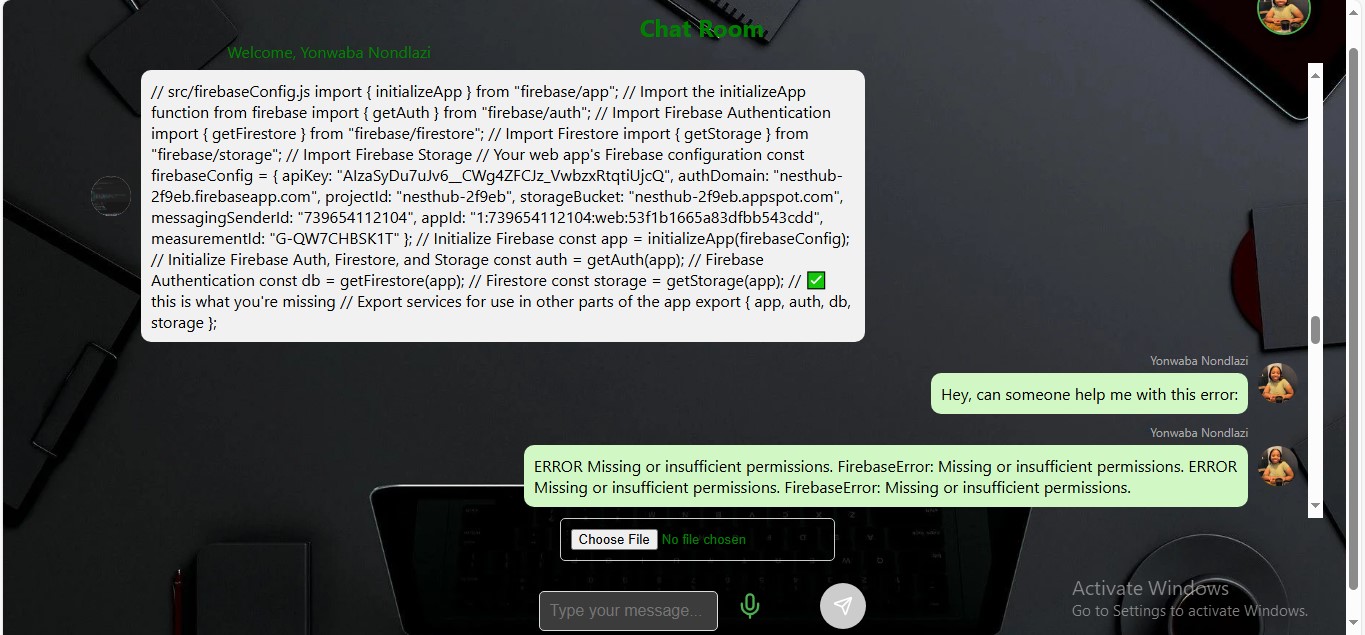 Chat Room
Welcome, Yonwaba Nondlazi
// src/firebaseConfig.js import { initializeApp } from "firebase/app"; // Import the initializeApp
function from firebase import { getAuth } from "firebase/auth"; // Import Firebase Authentication
import { getFirestore } from "firebase/firestore"; // Import Firestore import { getStorage } from
"firebase/storage"; // Import Firebase Storage // Your web app's Firebase configuration const
firebaseConfig = { apiKey: "AIzaSyDu7uJv6__CWg4ZFCJz_VwbzxRtqtiUjcQ", authDomain: "nesthub-
2f9eb.firebaseapp.com", projectId: "nesthub-2f9eb", storageBucket: "nesthub-2f9eb.appspot.com",
messagingSenderId: "739654112104", appId: "1:739654112104:web:53f1b1665a83dfbb543cdd",
measurementId: "G-QW7CHBSK1T" }; // Initialize Firebase const app = initializeApp(firebaseConfig);
// Initialize Firebase Auth, Firestore, and Storage const auth = getAuth(app); // Firebase
Authentication const db = getFirestore(app); // Firestore const storage = getStorage(app); // ✅
this is what you're missing // Export services for use in other parts of the app export { app, auth, db,
storage };
Yonwaba Nondlazi
Hey, can someone help me with this error:
Yonwaba Nondlazi
ERROR Missing or insufficient permissions. FirebaseError: Missing or insufficient permissions. ERROR
Missing or insufficient permissions. FirebaseError: Missing or insufficient permissions.
Choose File No file chosen
Type your message...
Activate Windows
Go to Settings to activate Windows.